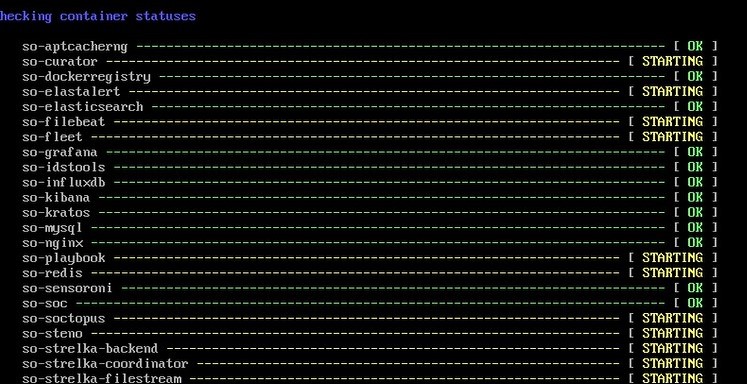 hecking container statuses
so-aptcacherng ---------------------------------------------------------------------- [ OK ]
so-curator -------------------------------------------------------------------- [ STARTING ]
so-dockerregistry ------------------------------------------------------------------- [ OK ]
so-elastalert ----------------------------------------------------------------- [ STARTING ]
so-elasticsearch -------------------------------------------------------------------- [ OK ]
so-filebeat ------------------------------------------------------------------- [ STARTING ]
so-fleet ---------------------------------------------------------------------- [ STARTING ]
so-grafana -------------------------------------------------------------------------- [ OK ]
so-idstools ------------------------------------------------------------------------- [ OK ]
so-influxdb ------------------------------------------------------------------------- [ OK ]
so-kibana --------------------------------------------------------------------------- [ OK ]
so-kratos --------------------------------------------------------------------------- [ OK ]
so-mysql ---------------------------------------------------------------------------- [ OK ]
so-nginx ---------------------------------------------------------------------------- [ OK ]
so-playbook ------------------------------------------------------------------- [ STARTING ]
so-redis ---------------------------------------------------------------------- [ STARTING ]
so-sensoroni ------------------------------------------------------------------------ [ OK ]
so-soc ------------------------------------------------------------------------------ [ OK ]
so-soctopus ------------------------------------------------------------------- [ STARTING ]
so-steno ---------------------------------------------------------------------- [ STARTING ]
so-strelka-backend ------------------------------------------------------------ [ STARTING ]
so-strelka-coordinator -------------------------------------------------------- [ STARTING ]
so-strelka-filestream --------------------------------------------------------- [ STARTING ]